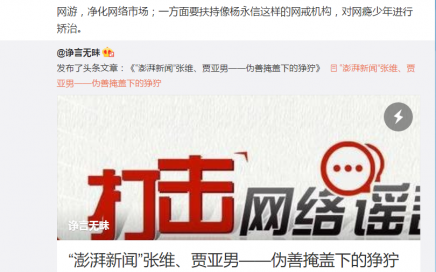 网游，净化网络市场；一方面要扶持像杨永信这样的网戒机构，对网瘾少年进行
矫治。
@诤言无昧
发布了头条文章：《“澎湃新闻”张维、贾亚男——伪善掩盖下的狰狞》 “澎湃新闻”张维、贾
亚男——伪善掩盖下的狰狞
打击 网络谣言
诤言无昧
“澎湃新闻”张维、贾亚男——伪善掩盖下的狰狞